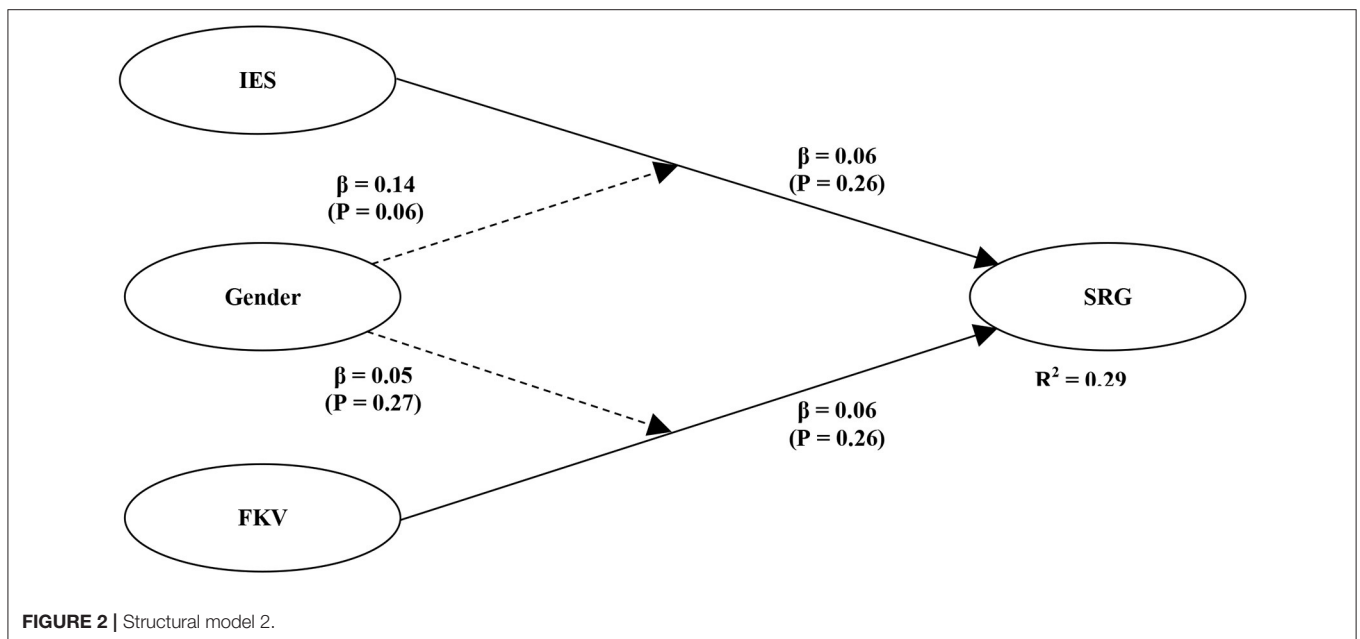 IES
β = 0.06
(P = 0.26)
β = 0.14
(P = 0.06)
Gender
SRG
β = 0.05
(P = 0.27)
R² = 0.29
β = 0.06
(P = 0.26)
FKV
FIGURE 2 | Structural model 2.